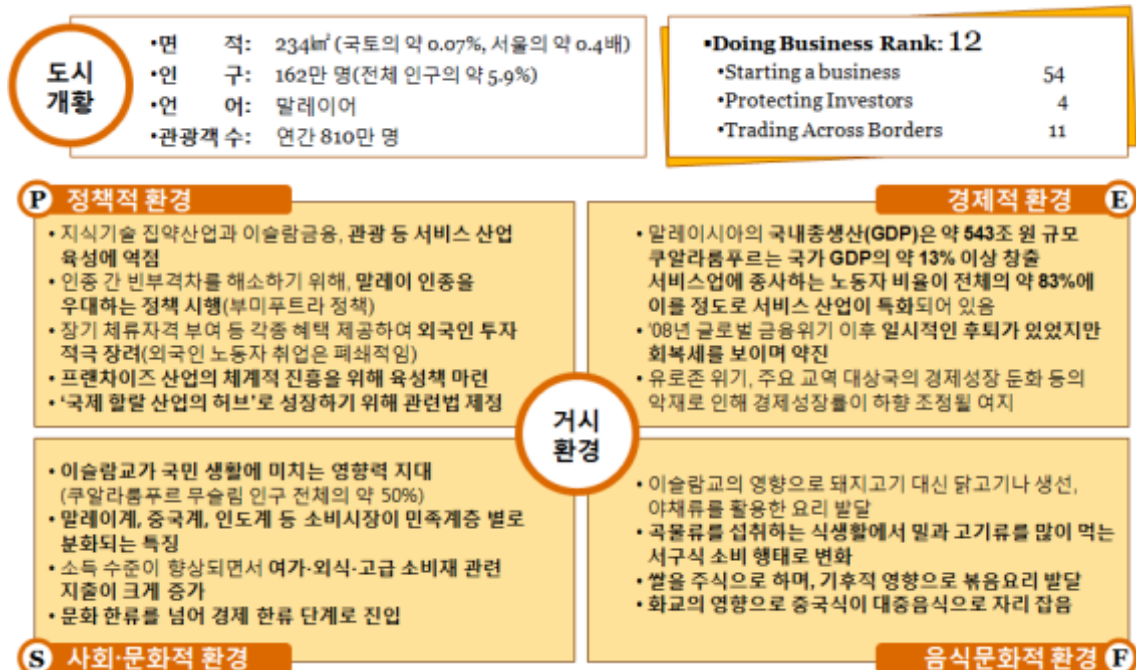 도시
개황
•면 적: 234㎢ (국토의 약 0.07%, 서울의 약 0.4배)
•인 구: 162만 명(전체 인구의 약 5.9%)
•언 어: 말레이어
•관광객 수: 연간 810만 명
▪Doing Business Rank: 12
•Starting a business 54
•Protecting Investors 4
•Trading Across Borders 11
P 정책적 환경
• 지식기술 집약산업과 이슬람금융, 관광 등 서비스 산업
육성에 역점
• 인종 간 빈부격차를 해소하기 위해, 말레이 인종을
우대하는 정책 시행(부미푸트라 정책)
• 장기 체류자격 부여 등 각종 혜택 제공하여 외국인 투자
적극 장려(외국인 노동자 취업은 폐쇄적임)
• 프랜차이즈 산업의 체계적 진흥을 위해 육성책 마련
• ‘국제 할랄 산업의 허브’로 성장하기 위해 관련법 제정
경제적 환경 E
• 말레이시아의 국내총생산(GDP)은 약 543조 원 규모
쿠알라룸푸르는 국가 GDP의 약 13% 이상 창출
서비스업에 종사하는 노동자 비율이 전체의 약 83%에
이를 정도로 서비스 산업이 특화되어 있음
• ’08년 글로벌 금융위기 이후 일시적인 후퇴가 있었지만
회복세를 보이며 약진
• 유로존 위기, 주요 교역 대상국의 경제성장 둔화 등의
악재로 인해 경제성장률이 하향 조정될 여지
거시
환경
• 이슬람교가 국민 생활에 미치는 영향력 지대
(쿠알라룸푸르 무슬림 인구 전체의 약 50%)
• 말레이계, 중국계, 인도계 등 소비시장이 민족계층 별로
분화되는 특징
• 소득 수준이 향상되면서 여가·외식·고급 소비재 관련
지출이 크게 증가
• 문화 한류를 넘어 경제 한류 단계로 진입
S 사회·문화적 환경
• 이슬람교의 영향으로 돼지고기 대신 닭고기나 생선,
야채류를 활용한 요리 발달
• 곡물류를 섭취하는 식생활에서 밀과 고기류를 많이 먹는
서구식 소비 행태로 변화
• 쌀을 주식으로 하며, 기후적 영향으로 볶음요리 발달
• 화교의 영향으로 중국식이 대중음식으로 자리 잡음
음식문화적 환경 F